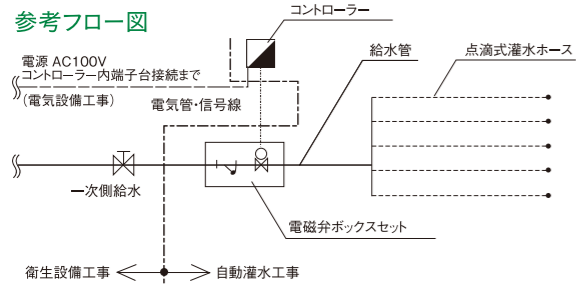 参考フロー図
コントローラー
電源 AC100V
コントローラー内端子台接続まで
(電気設備工事)
電気管・信号線
給水管
点滴式灌水ホース
一次側給水
電磁弁ボックスセット
衛生設備工事
自動灌水工事